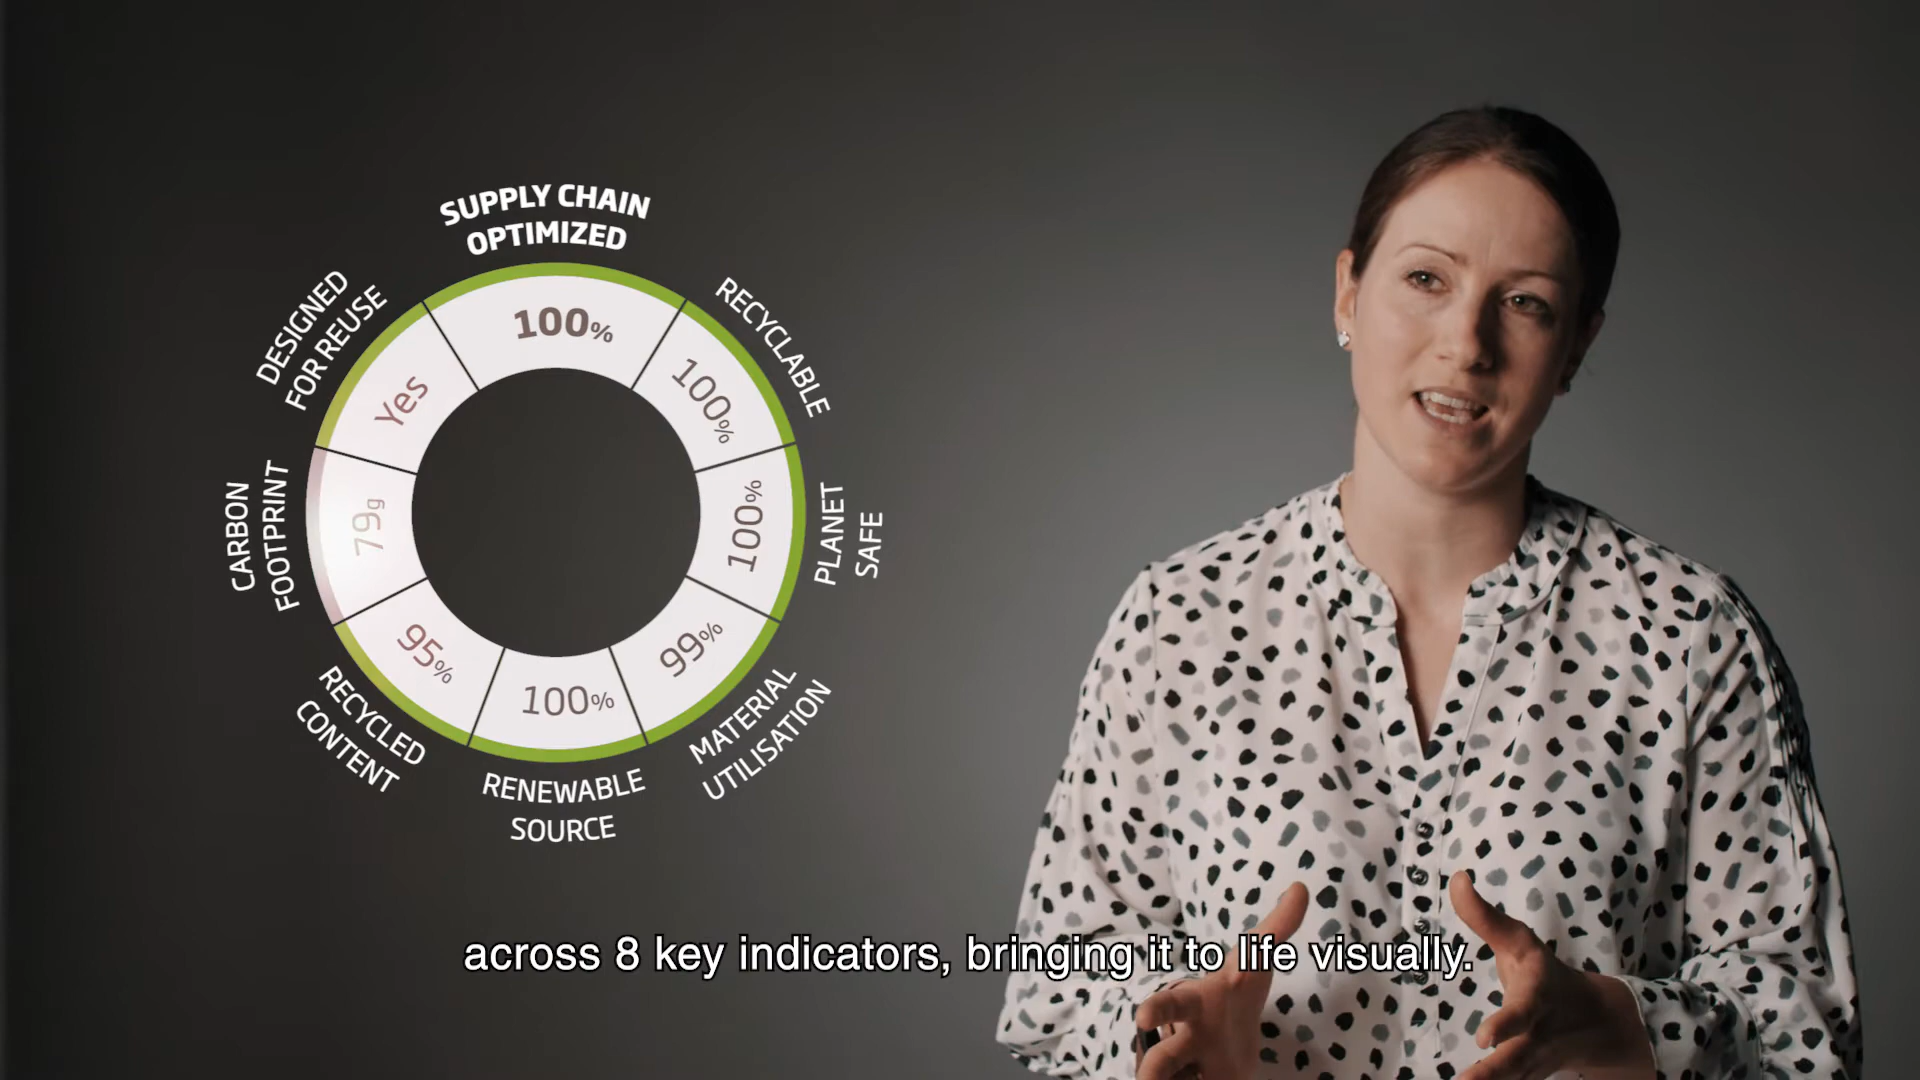 SUPPLY CHAIN
OPTIMIZED
100%
RECYCLABLE
100%
PLANET
SAFE
100%
MATERIAL
UTILISATION
99%
RENEWABLE
SOURCE
100%
RECYCLED
CONTENT
95%
CARBON
FOOTPRINT
79g
DESIGNED
FOR REUSE
Yes
across 8 key indicators, bringing it to life visually.